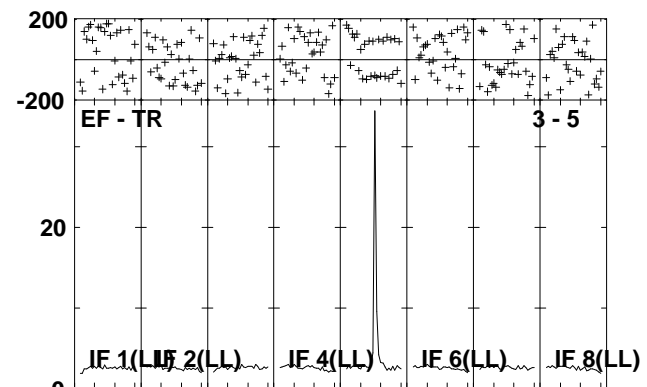 200
-200
EF - TR 3 - 5
20
IF 1(LL) IF 2(LL) IF 4(LL) IF 6(LL) IF 8(LL)
0